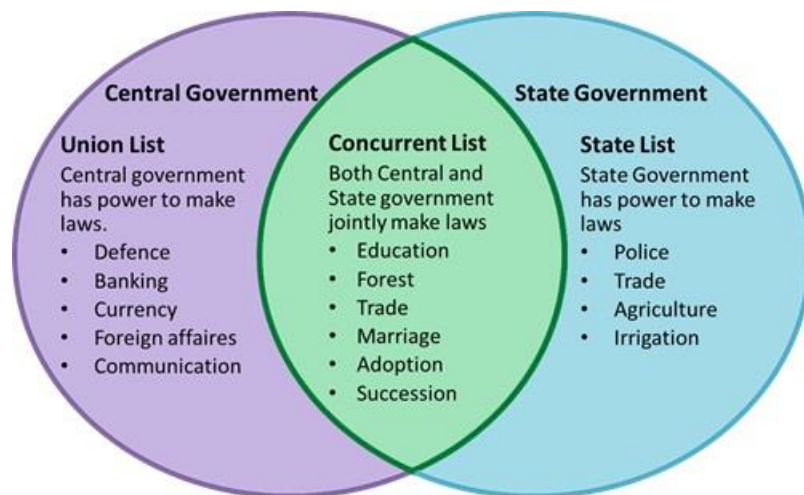 Central Government
State Government
Union List
Central government
has power to make
laws.
• Defence
• Banking
• Currency
• Foreign affaires
• Communication
Concurrent List
Both Central and
State government
jointly make laws
• Education
• Forest
• Trade
• Marriage
• Adoption
• Succession
State List
State Government
has power to make
laws
• Police
• Trade
• Agriculture
• Irrigation